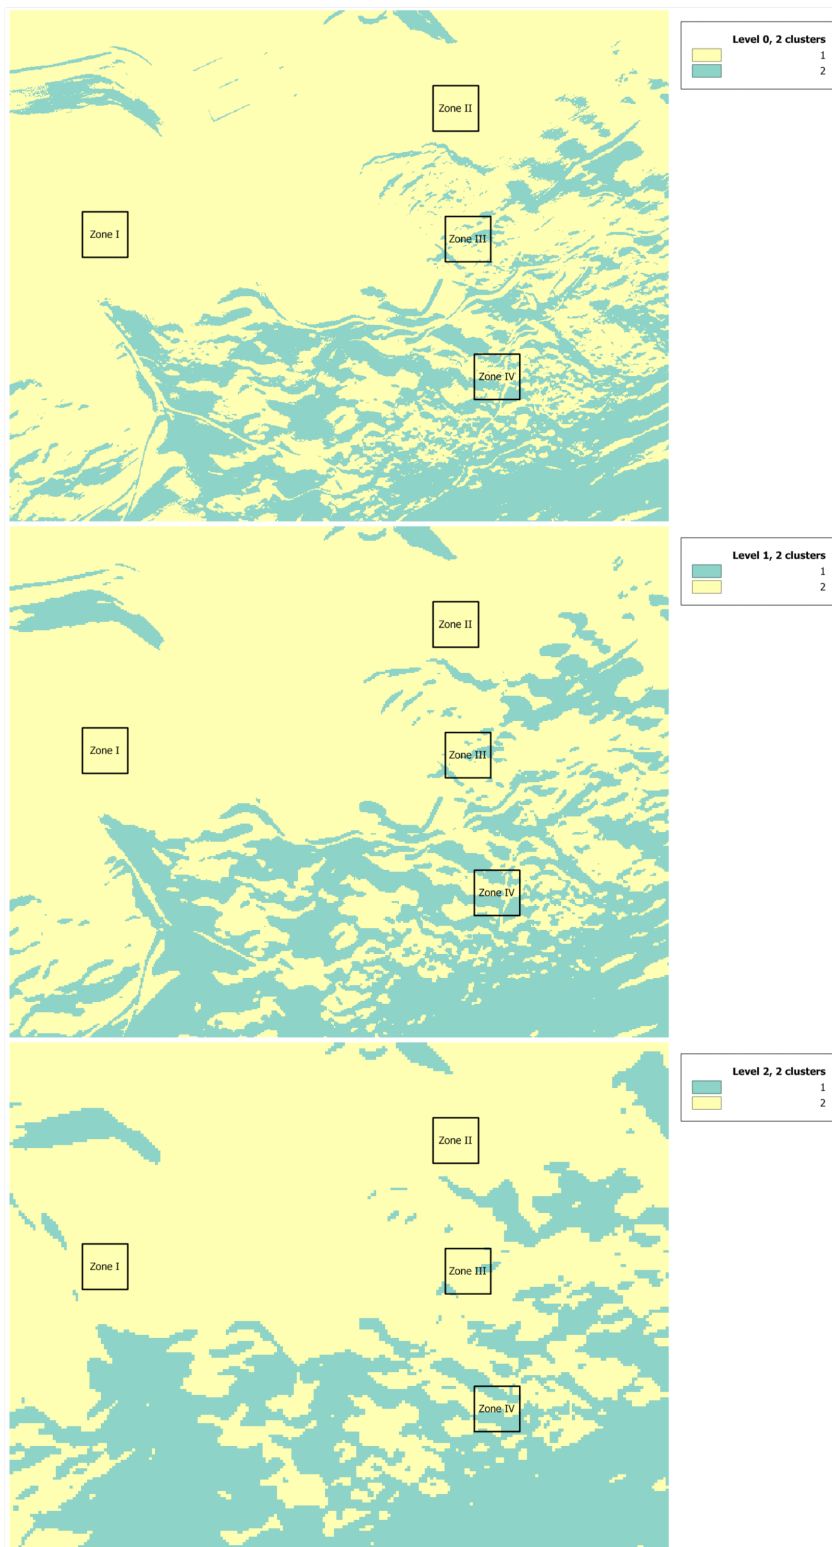 Level 0, 2 clusters
1
2
Zone II
Zone I
Zone III
Zone IV
Level 1, 2 clusters
1
2
Zone II
Zone I
Zone III
Zone IV
Level 2, 2 clusters
1
2
Zone II
Zone I
Zone III
Zone IV